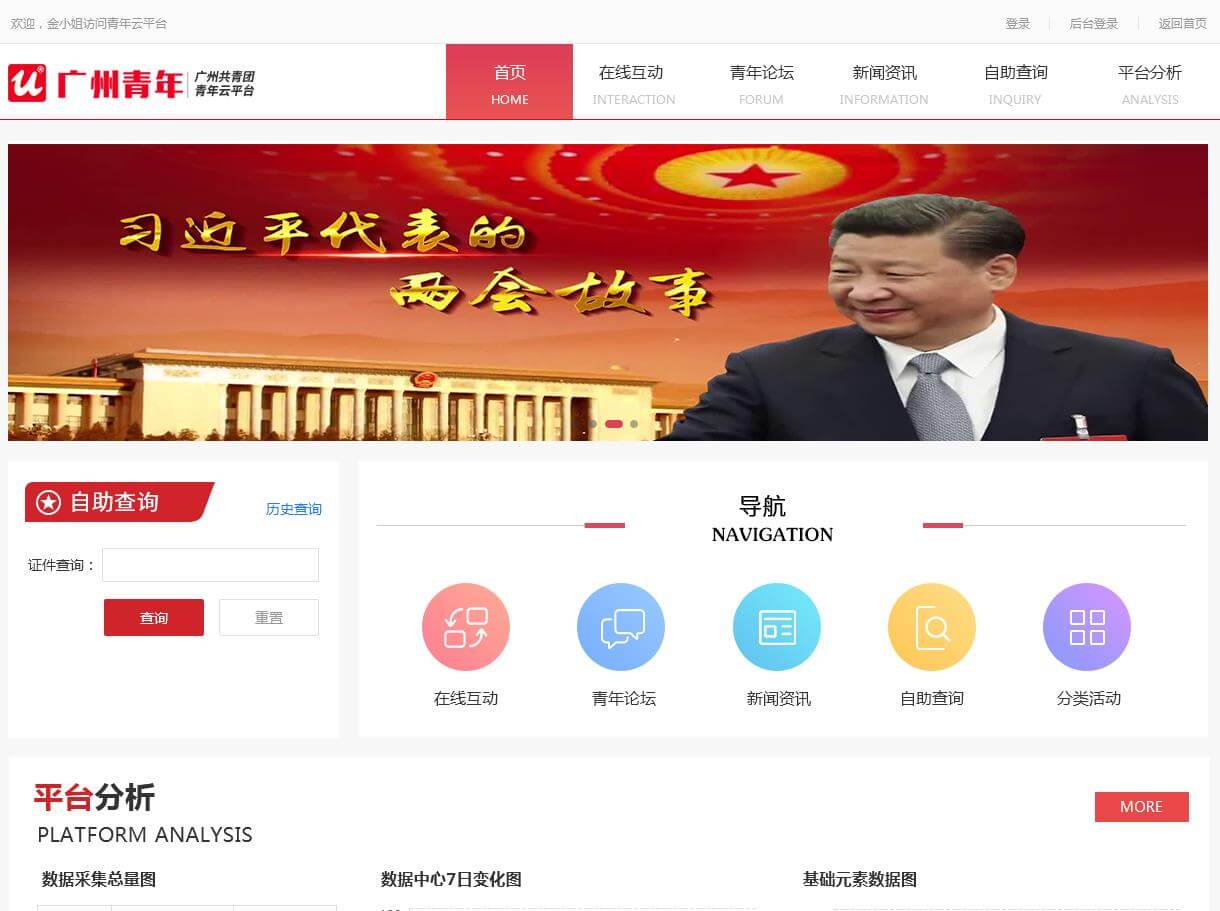 欢迎，金小姐访问青年云平台
登录
后台登录
返回首页
广州青年
广州共青团
青年云平台
首页
HOME
在线互动
INTERACTION
青年论坛
FORUM
新闻资讯
INFORMATION
自助查询
INQUIRY
平台分析
ANALYSIS
习近平代表的
两会故事
自助查询
历史查询
证件查询：
查询
重置
导航
NAVIGATION
在线互动
青年论坛
新闻资讯
自助查询
分类活动
平台分析
PLATFORM ANALYSIS
MORE
数据采集总量图
数据中心7日变化图
基础元素数据图